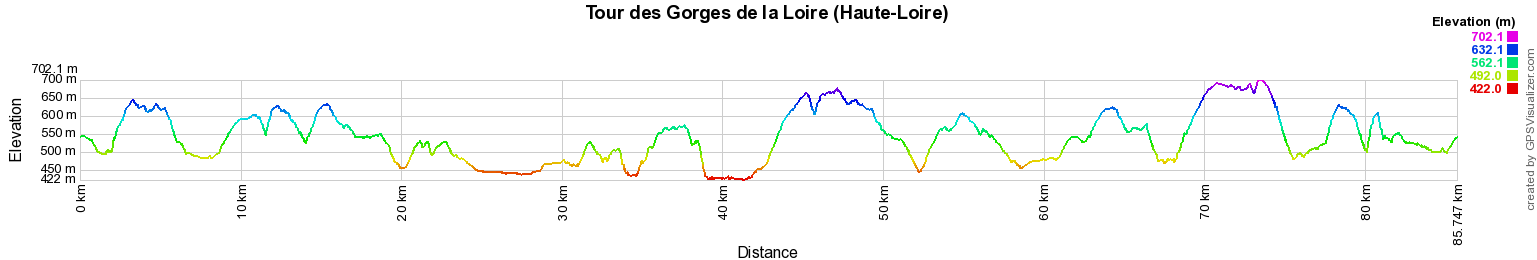 Tour des Gorges de la Loire (Haute-Loire)
Elevation (m)
702.1
632.1
562.1
492.0
422.0
702.1 m
700 m
650 m
600 m
550 m
500 m
450 m
422 m
Elevation
0 km
10 km
20 km
30 km
40 km
50 km
60 km
70 km
80 km
85.747 km
Distance
created by GPSVisualizer.com